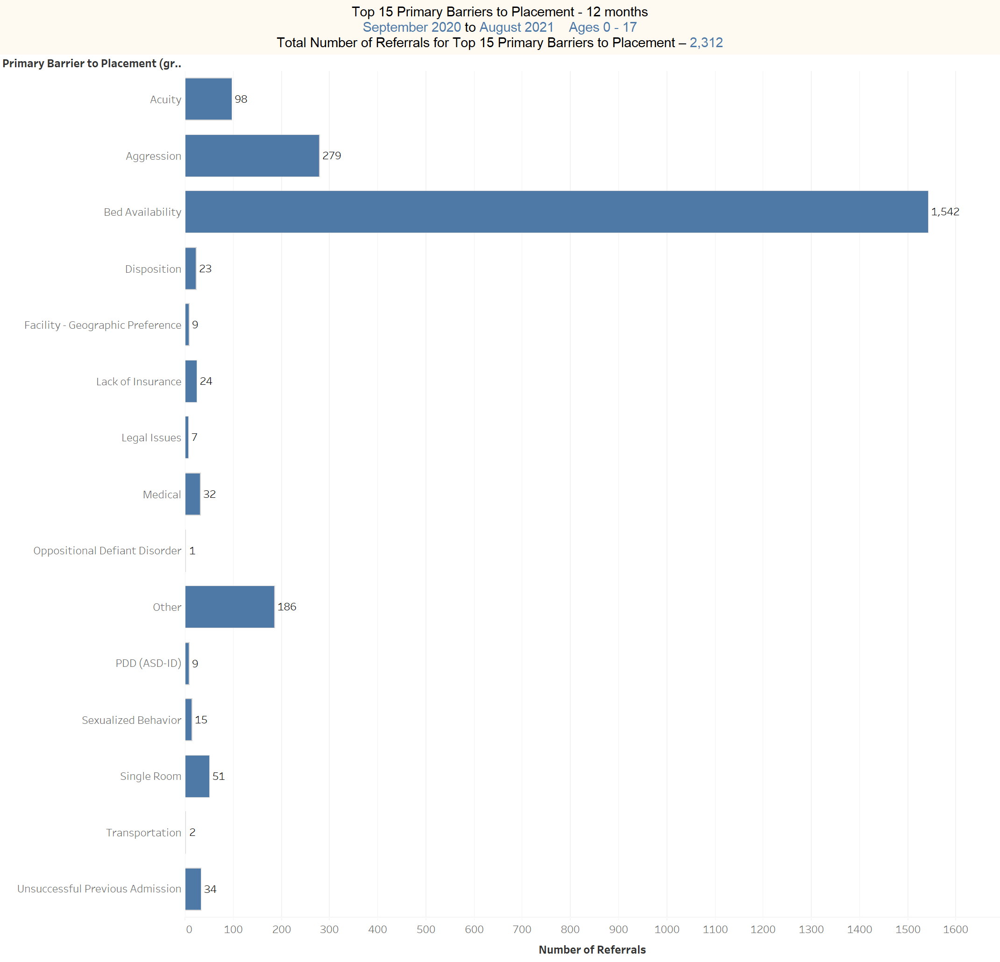 Top 15 Primary Barriers to Placement - 12 months
September 2020 to August 2021 Ages 0 - 17
Total Number of Referrals for Top 15 Primary Barriers to Placement – 2,312
Primary Barrier to Placement (gr..
Acuity 98
Aggression 279
Bed Availability 1,542
Disposition 23
Facility - Geographic Preference 9
Lack of Insurance 24
Legal Issues 7
Medical 32
Oppositional Defiant Disorder 1
Other 186
PDD (ASD-ID) 9
Sexualized Behavior 15
Single Room 51
Transportation 2
Unsuccessful Previous Admission 34
0 100 200 300 400 500 600 700 800 900 1000 1100 1200 1300 1400 1500 1600
Number of Referrals